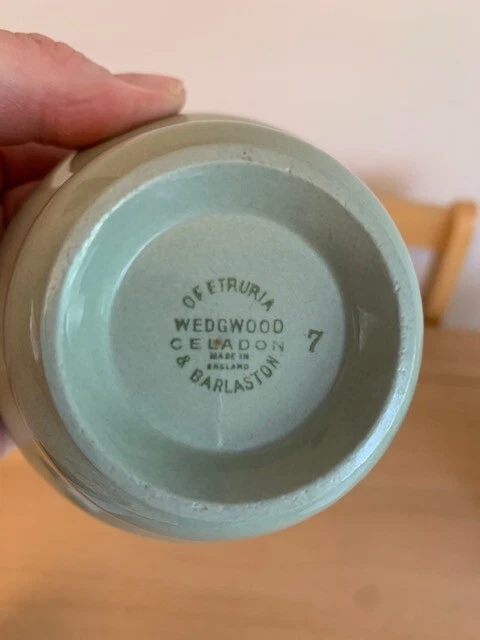 OF ETRURIA
WEDGWOOD
CELADON
MADE IN
ENGLAND
& BARLASTON
7